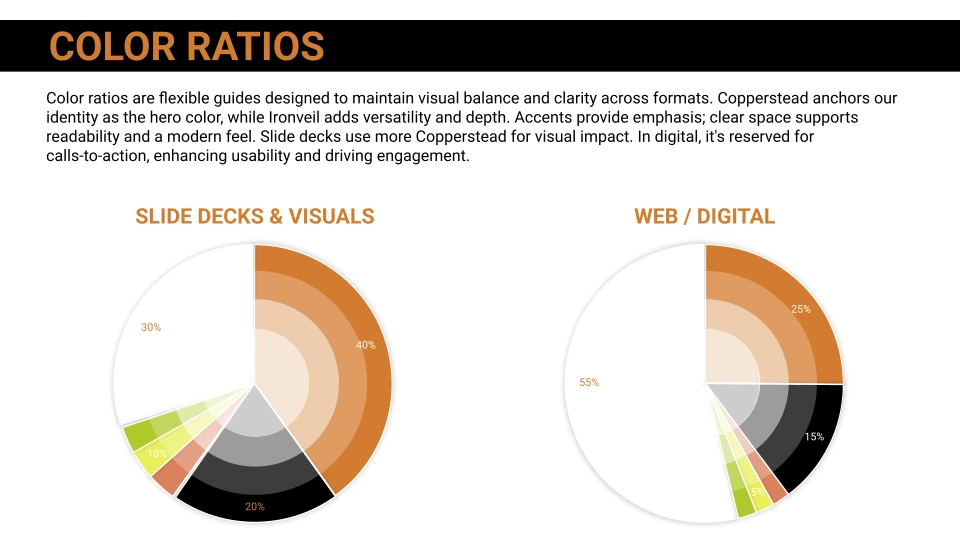 COLOR RATIOS
Color ratios are flexible guides designed to maintain visual balance and clarity across formats. Copperstead anchors our
identity as the hero color, while Ironveil adds versatility and depth. Accents provide emphasis; clear space supports
readability and a modern feel. Slide decks use more Copperstead for visual impact. In digital, it's reserved for
calls-to-action, enhancing usability and driving engagement.
SLIDE DECKS & VISUALS
30%
40%
10%
20%
WEB / DIGITAL
25%
55%
15%
5%